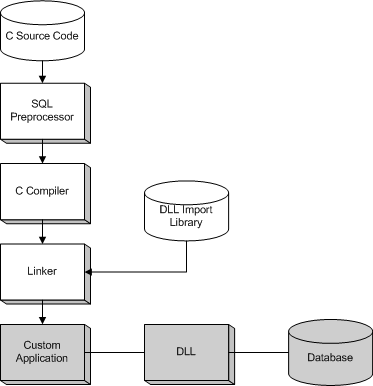 C Source Code
SQL
Preprocessor
C Compiler
DLL Import
Library
Linker
Custom
Application
DLL
Database